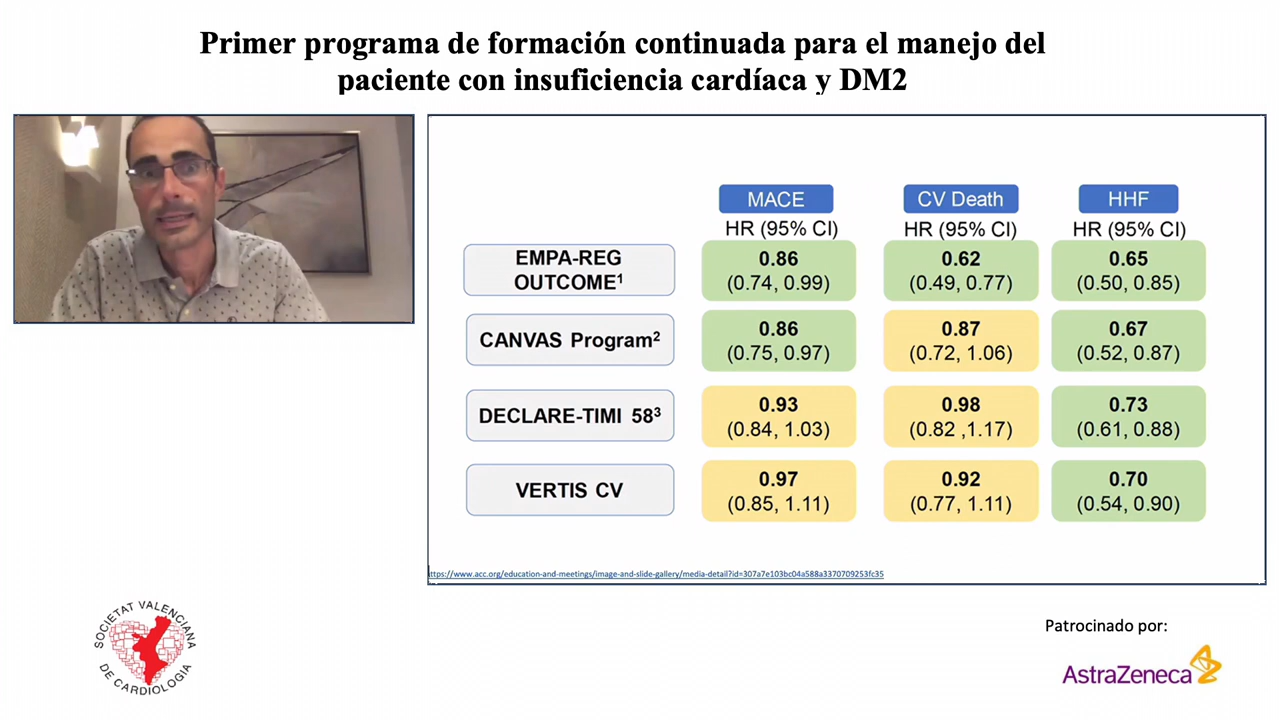 Primer programa de formación continuada para el manejo del
paciente con insuficiencia cardíaca y DM2
MACE
CV Death
HHF
HR (95% CI)
HR (95% CI)
HR (95% CI)
EMPA-REG
OUTCOME¹
0.86
(0.74, 0.99)
0.62
(0.49, 0.77)
0.65
(0.50, 0.85)
CANVAS Program²
0.86
(0.75, 0.97)
0.87
(0.72, 1.06)
0.67
(0.52, 0.87)
DECLARE-TIMI 58³
0.93
(0.84, 1.03)
0.98
(0.82 ,1.17)
0.73
(0.61, 0.88)
VERTIS CV
0.97
(0.85, 1.11)
0.92
(0.77, 1.11)
0.70
(0.54, 0.90)
ttps://www.acc.org/education-and-meetings/image-and-slide-gallery/media-detail?id=307a7e103bc04a588a3370709253fc35
SOCIETAT VALENCIANA
DE CARDIOLOGIA
Patrocinado por:
AstraZeneca